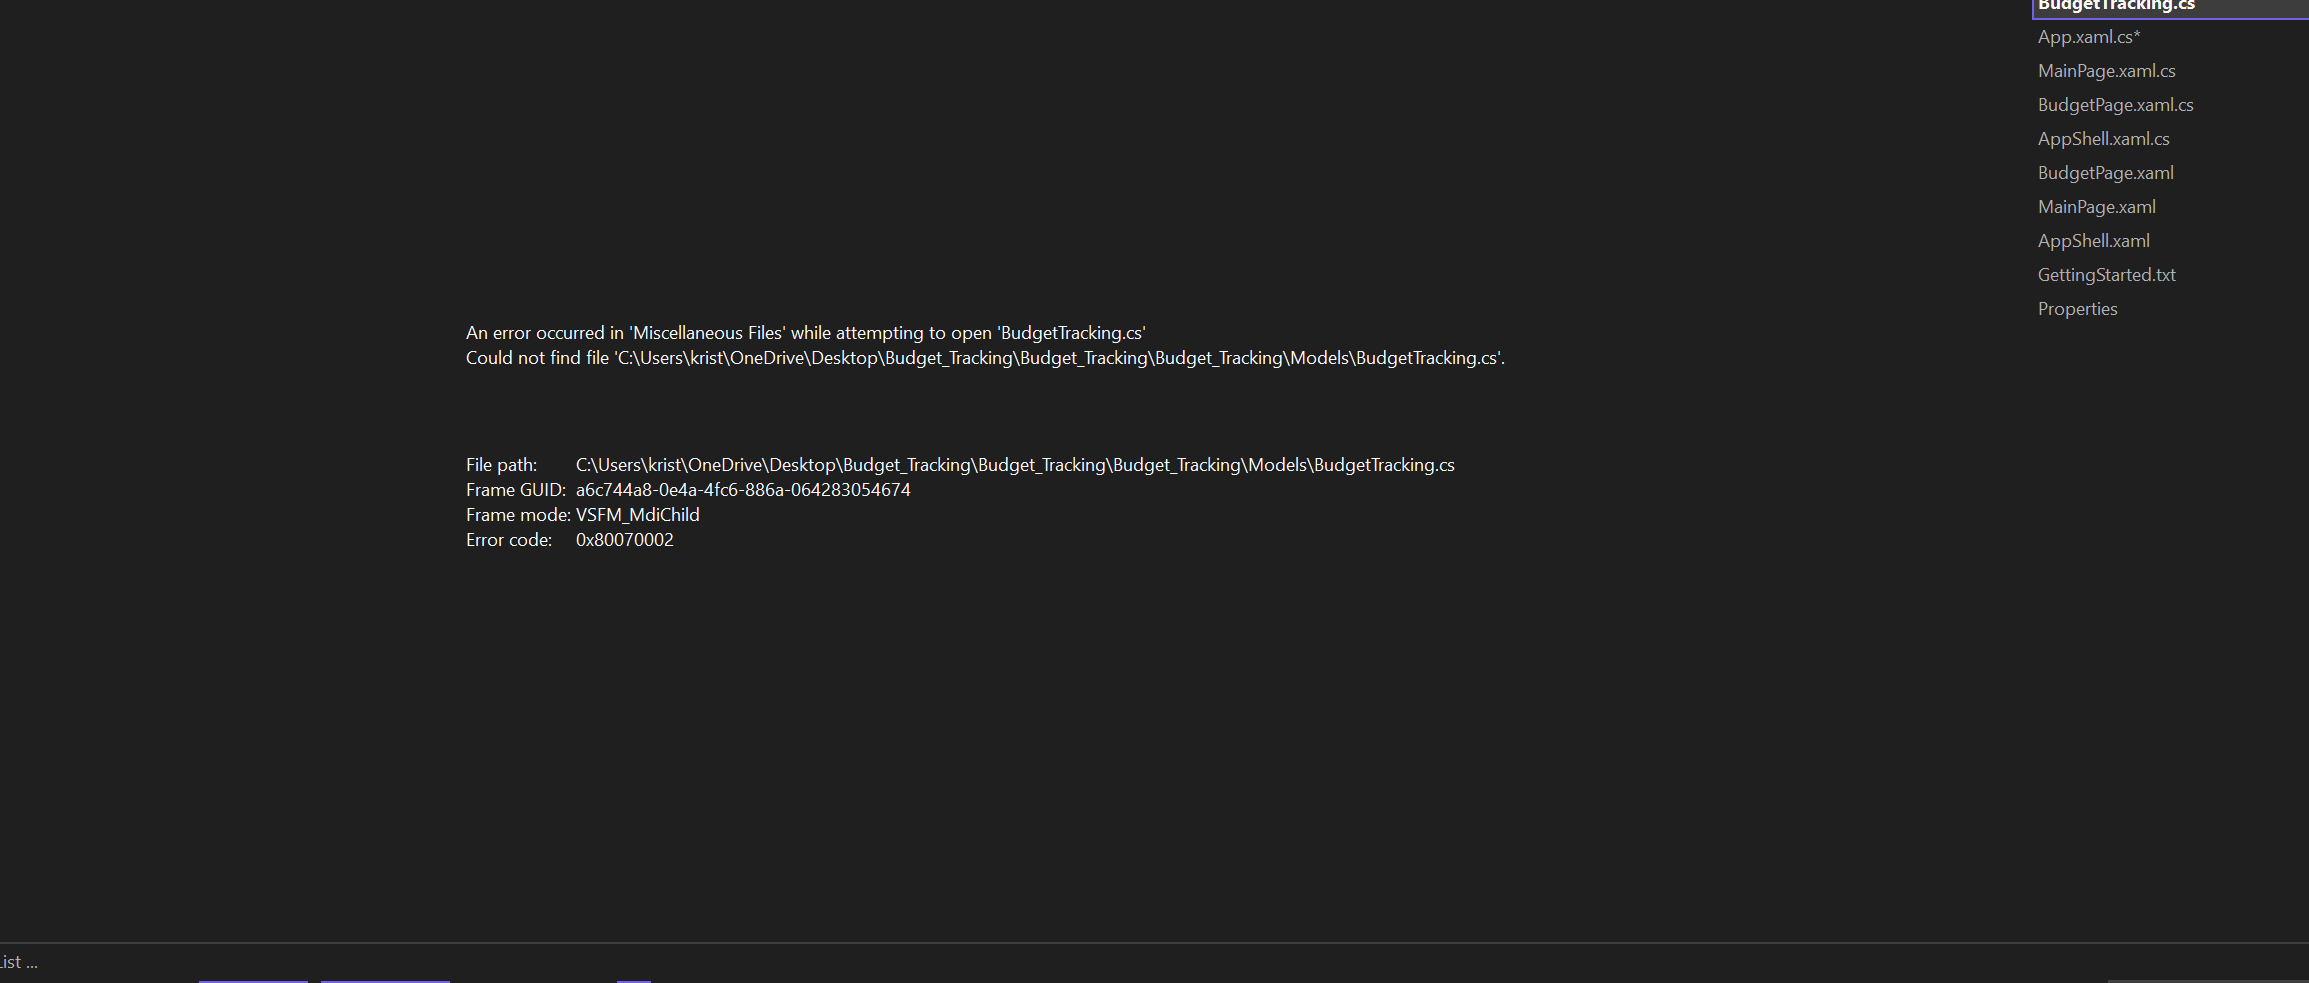 BudgetTracking.cs
App.xaml.cs*
MainPage.xaml.cs
BudgetPage.xaml.cs
AppShell.xaml.cs
BudgetPage.xaml
MainPage.xaml
AppShell.xaml
GettingStarted.txt
Properties
An error occurred in 'Miscellaneous Files' while attempting to open 'BudgetTracking.cs'
Could not find file 'C:\Users\krist\OneDrive\Desktop\Budget_Tracking\Budget_Tracking\Budget_Tracking\Models\BudgetTracking.cs'.
File path: C:\Users\krist\OneDrive\Desktop\Budget_Tracking\Budget_Tracking\Budget_Tracking\Models\BudgetTracking.cs
Frame GUID: a6c744a8-0e4a-4fc6-886a-064283054674
Frame mode: VSFM_MdiChild
Error code: 0x80070002
List ...